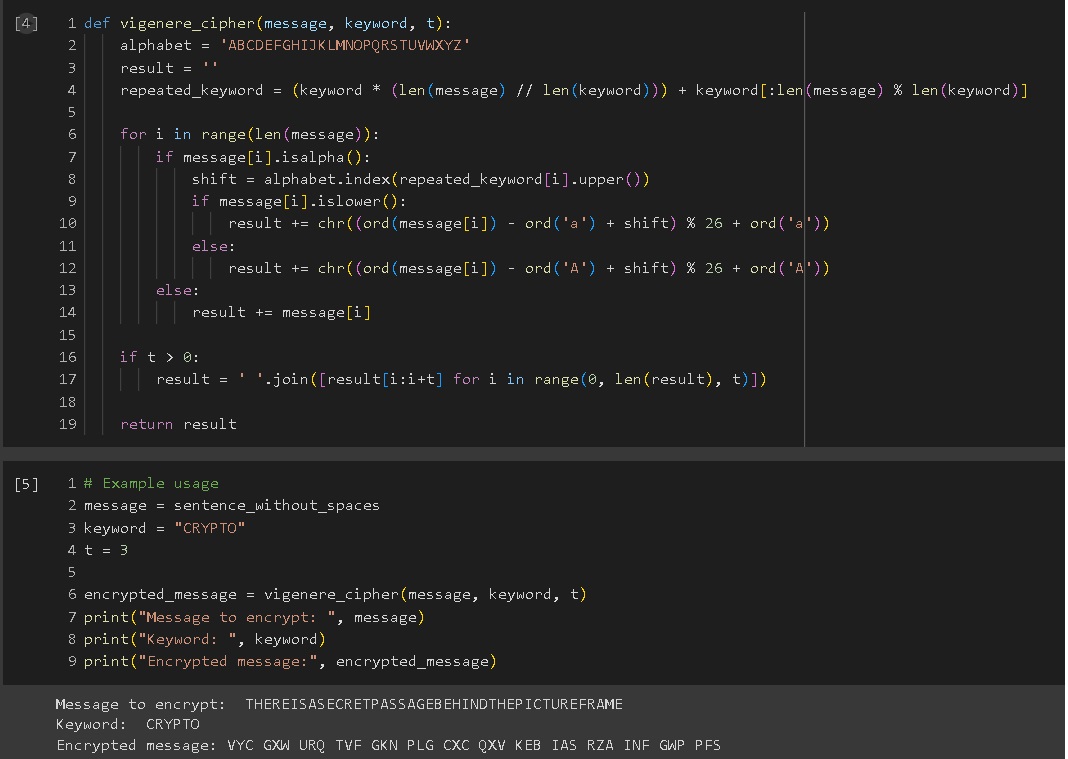 [4]
1 def vigenere_cipher(message, keyword, t):
2     alphabet = 'ABCDEFGHIJKLMNOPQRSTUVWXYZ'
3     result = ''
4     repeated_keyword = (keyword * (len(message) // len(keyword))) + keyword[:len(message) % len(keyword)]
5
6     for i in range(len(message)):
7         if message[i].isalpha():
8             shift = alphabet.index(repeated_keyword[i].upper())
9             if message[i].islower():
10                 result += chr((ord(message[i]) - ord('a') + shift) % 26 + ord('a'))
11             else:
12                 result += chr((ord(message[i]) - ord('A') + shift) % 26 + ord('A'))
13         else:
14             result += message[i]
15
16     if t > 0:
17         result = ' '.join([result[i:i+t] for i in range(0, len(result), t)])
18
19     return result
[5]
1 # Example usage
2 message = sentence_without_spaces
3 keyword = "CRYPTO"
4 t = 3
5
6 encrypted_message = vigenere_cipher(message, keyword, t)
7 print("Message to encrypt: ", message)
8 print("Keyword: ", keyword)
9 print("Encrypted message:", encrypted_message)
Message to encrypt:  THEREISASECRETPASSAGEBEHINDTHEPICTUREFRAME
Keyword:  CRYPTO
Encrypted message: VYC GXW URQ TVF GKN PLG CXC QXV KEB IAS RZA INF GWP PFS